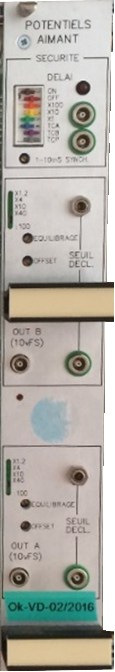 POTENTIELS
AIMANT
SECURITE
DELAI
ON
OFF
X100
X10
X1
TCA
TCB
TCP
1-10mS SYNCH.
X1,2
X4
X10
X40
100
EQUILIBRAGE
OFFSET
SEUIL
DECL.
OUT B
(10VFS)
X1,2
X4
X10
X40
100
EQUILIBRAGE
OFFSET
SEUIL
DECL.
OUT A
(10VFS)
Ok-VD-02/2016